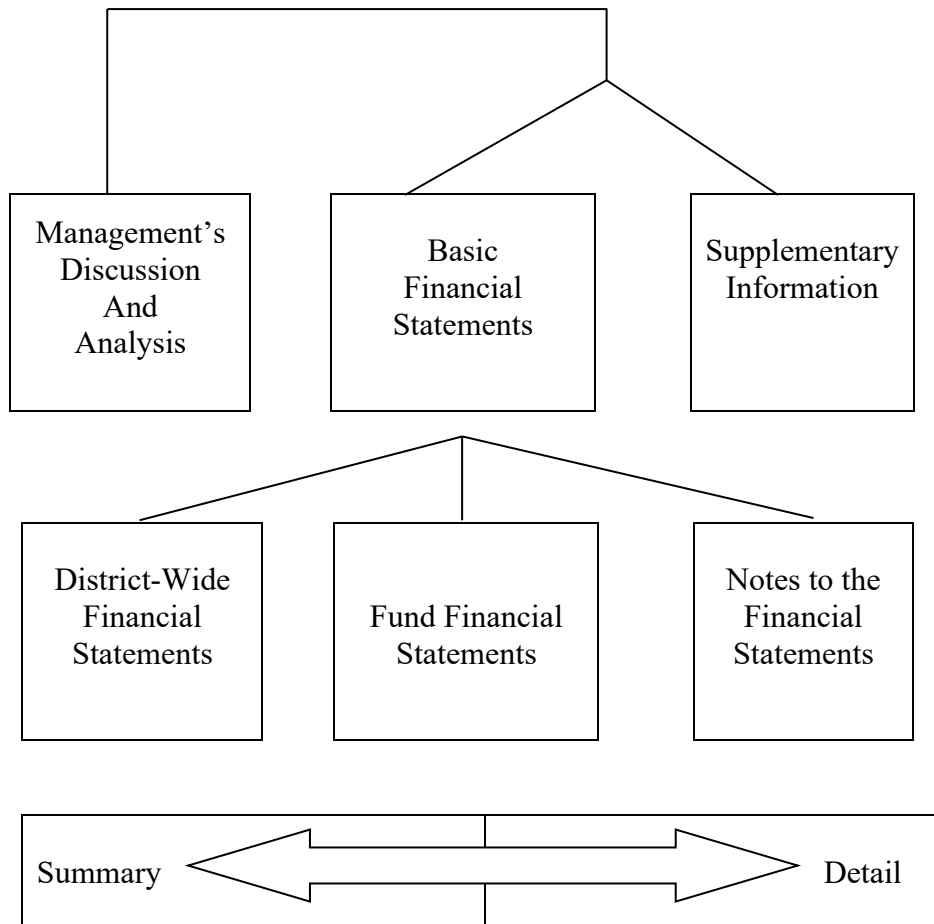 Management’s
Discussion
And
Analysis
Basic
Financial
Statements
Supplementary
Information
District-Wide
Financial
Statements
Fund Financial
Statements
Notes to the
Financial
Statements
Summary
Detail